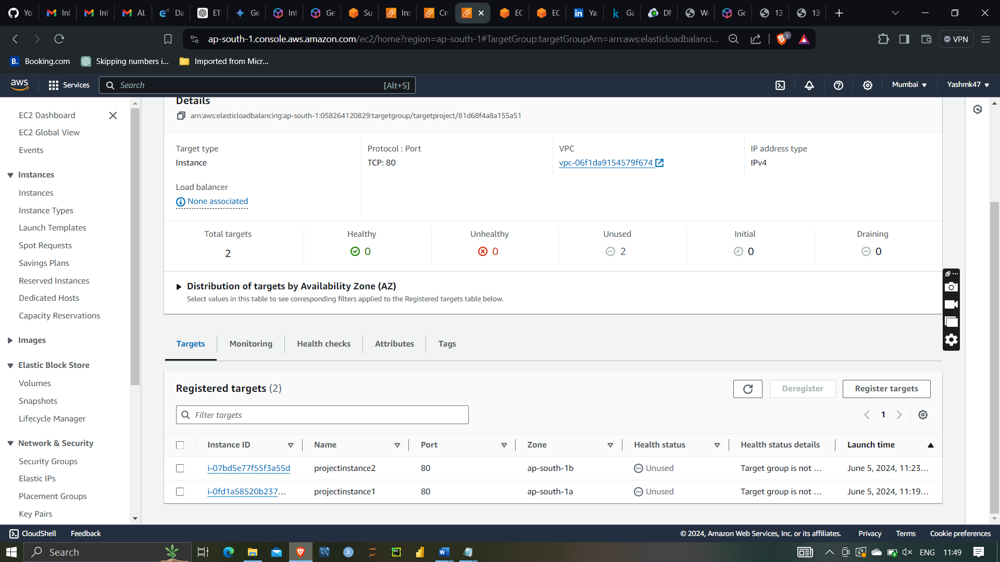 Yo
Inb
Inb
AL
Da
ET
Ge
Int
Ge
Su
Ins
Cr
EC
EC
Ya
Ga
DN
W
Ge
13
13
ap-south-1.console.aws.amazon.com/ec2/home?region=ap-south-1#TargetGroup:targetGroupArn=arn:aws:elasticloadbalanci...
1
VPN
B. Booking.com
Skipping numbers i...
Imported from Micr...
aws
Services
Search
[Alt+S]
Mumbai
Yashmk47
EC2 Dashboard
EC2 Global View
Events
Instances
Instances
Instance Types
Launch Templates
Spot Requests
Savings Plans
Reserved Instances
Dedicated Hosts
Capacity Reservations
Images
Elastic Block Store
Volumes
Snapshots
Lifecycle Manager
Network & Security
Security Groups
Elastic IPs
Placement Groups
Key Pairs
Details
arn:aws:elasticloadbalancing:ap-south-1:058264120829:targetgroup/targetproject/81d68f4a8a155a51
Target type
Instance
Protocol : Port
TCP: 80
VPC
vpc-06f1da9154579f674
IP address type
IPv4
Load balancer
None associated
Total targets
2
Healthy
0
Unhealthy
0
Unused
2
Initial
0
Draining
0
Distribution of targets by Availability Zone (AZ)
Select values in this table to see corresponding filters applied to the Registered targets table below.
Targets
Monitoring
Health checks
Attributes
Tags
Registered targets (2)
Deregister
Register targets
Filter targets
1
Instance ID Name Port Zone Health status Health status details Launch time
i-07bd5e77f55f3a55d projectinstance2 80 ap-south-1b Unused Target group is not ... June 5, 2024, 11:23...
i-0fd1a58520b237... projectinstance1 80 ap-south-1a Unused Target group is not ... June 5, 2024, 11:19...
CloudShell
Feedback
© 2024, Amazon Web Services, Inc. or its affiliates.
Privacy
Terms
Cookie preferences
Search
ENG
11:49